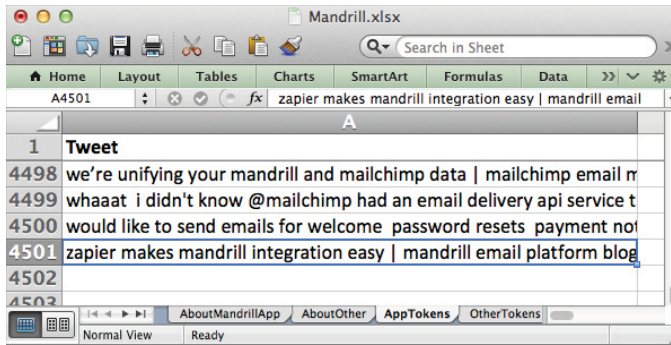 Mandrill.xlsx
Search in Sheet
Home Layout Tables Charts SmartArt Formulas Data
A4501 fx zapier makes mandrill integration easy | mandrill email
A
1 Tweet
4498 we're unifying your mandrill and mailchimp data | mailchimp email m
4499 whaaat i didn't know @mailchimp had an email delivery api service t
4500 would like to send emails for welcome password resets payment not
4501 zapier makes mandrill integration easy | mandrill email platform blog
4502
4503
AboutMandrillApp AboutOther AppTokens OtherTokens
Normal View Ready